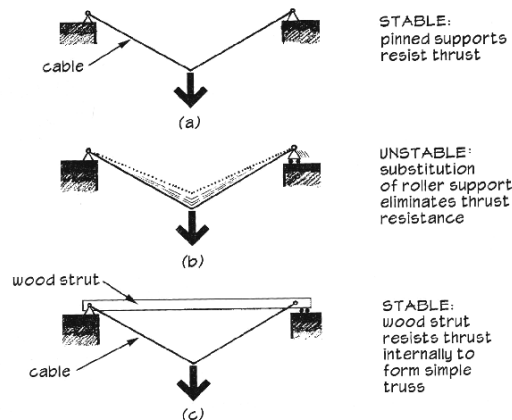 STABLE:
pinned supports
resist thrust
cable
(a)
UNSTABLE:
substitution
of roller support
eliminates thrust
resistance
(b)
wood strut
STABLE:
wood strut
resists thrust
internally to
form simple
truss
cable
(c)